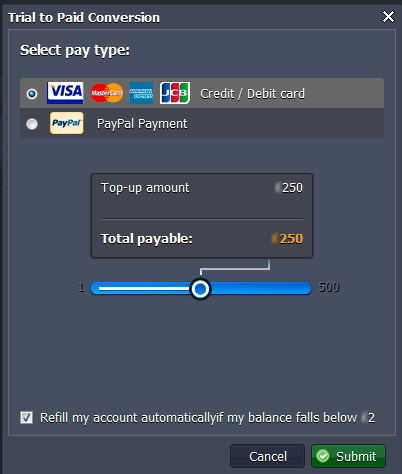 Trial to Paid Conversion
Select pay type:
VISA MasterCard AMERICAN EXPRESS JCB Credit / Debit card
PayPal PayPal Payment
Top-up amount 250
Total payable: 250
1 500
Refill my account automaticallyif my balance falls below 2
Cancel Submit